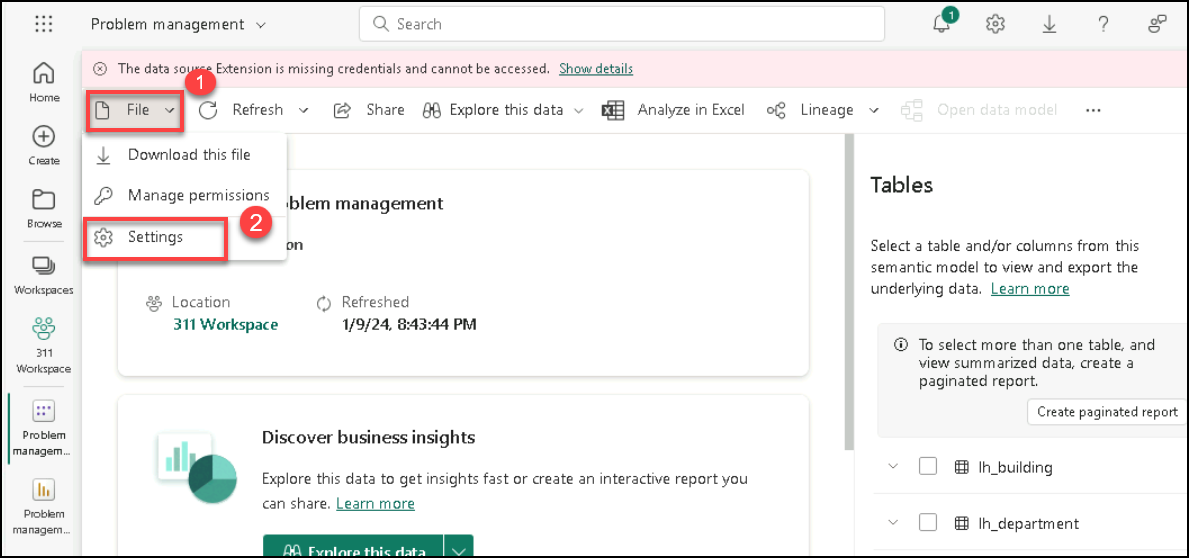 Problem management
Search
1
Home
Create
Browse
Workspaces
311
Workspace
Problem
managem...
Problem
managem...
The data source Extension is missing credentials and cannot be accessed. Show details
1
File
Refresh
Share
Explore this data
Analyze in Excel
Lineage
Open data model
...
Download this file
Manage permissions
2
Settings
blem management
on
Location
311 Workspace
Refreshed
1/9/24, 8:43:44 PM
Discover business insights
Explore this data to get insights fast or create an interactive report you
can share. Learn more
Explore this data
Tables
Select a table and/or columns from this
semantic model to view and export the
underlying data. Learn more
To select more than one table, and
view summarized data, create a
paginated report.
Create paginated report
lh_building
lh_department